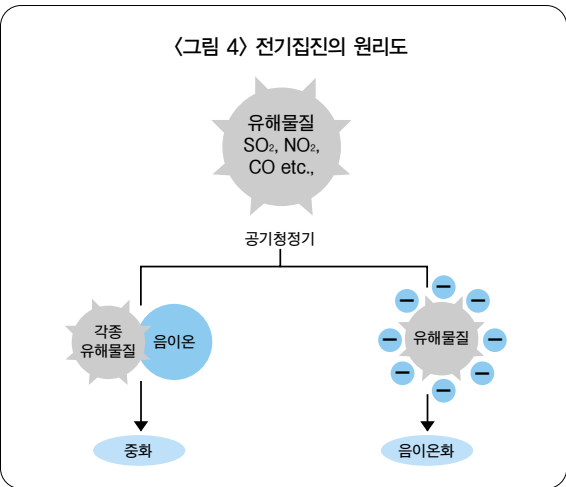 〈그림 4〉 전기집진의 원리도
유해물질
SO₂, NO₂,
CO etc.,
공기청정기
각종
유해물질
음이온
유해물질
중화
음이온화